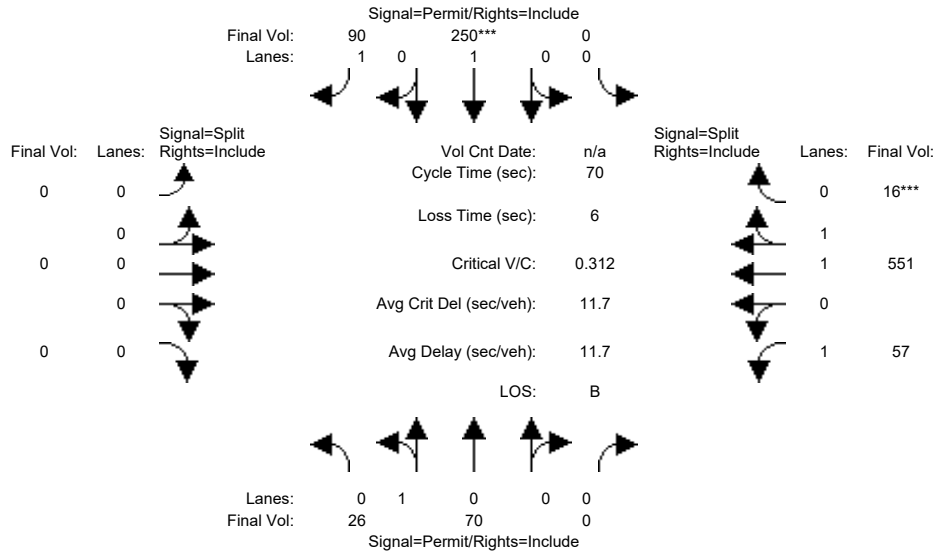 Signal=Permit/Rights=Include
Final Vol: 90 250*** 0
Lanes: 1 0 1 0 0
Signal=Split Signal=Split
Final Vol: Lanes: Rights=Include Vol Cnt Date: n/a Rights=Include Lanes: Final Vol:
0 0 Cycle Time (sec): 70 0 16***
Loss Time (sec): 6
0 1
0 0 Critical V/C: 0.312 1 551
0 Avg Crit Del (sec/veh): 11.7 0
0 0 Avg Delay (sec/veh): 11.7 1 57
LOS: B
Lanes: 0 1 0 0 0
Final Vol: 26 70 0
Signal=Permit/Rights=Include